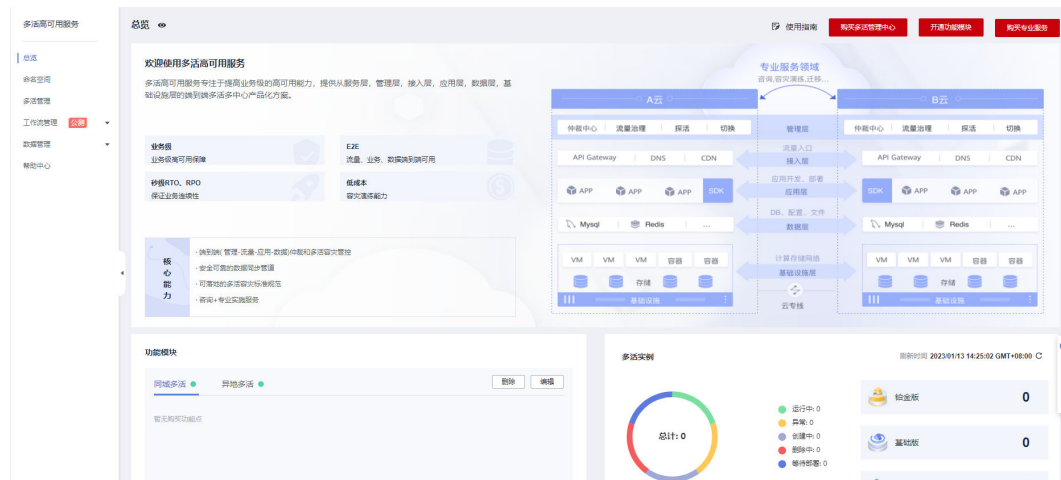 多活高可用服务
总览
命名空间
多活管理
工作流管理 公测
数据管理
帮助中心
总览
使用指南
购买多活管理中心
开通功能模块
购买专业服务
欢迎使用多活高可用服务
多活高可用服务专注于提高业务级的高可用能力，提供从服务层，管理层，接入层，应用层，数据层，基
础设施层的端到端多活多中心产品化方案。
业务级
业务级高可用保障
E2E
流量、业务、数据端到端可用
秒级RTO、RPO
保证业务连续性
低成本
容灾演练能力
核心能力
· 端到端( 管理-流量-应用-数据)仲裁和多活容灾管控
· 安全可靠的数据同步管道
· 可落地的多活容灾标准规范
· 咨询+专业实施服务
专业服务领域
咨询,容灾演练,迁移...
A云
B云
仲裁中心 流量治理 探活 切换
管理层
仲裁中心 流量治理 探活 切换
流量入口
API Gateway DNS CDN
接入层
API Gateway DNS CDN
应用开发、部署
APP APP APP SDK
应用层
SDK APP APP APP
DB、配置、文件
Mysql Redis ...
数据层
Mysql Redis ...
VM VM VM 容器 容器
计算存储网络
VM VM VM 容器 容器
基础设施层
存储
存储
基础设施
云专线
基础设施
功能模块
同城多活
异地多活
删除
编辑
暂无购买功能点
多活实例
刷新时间 2023/01/13 14:25:02 GMT+08:00
总计: 0
运行中: 0
异常: 0
创建中: 0
删除中: 0
等待部署: 0
铂金版 0
基础版 0